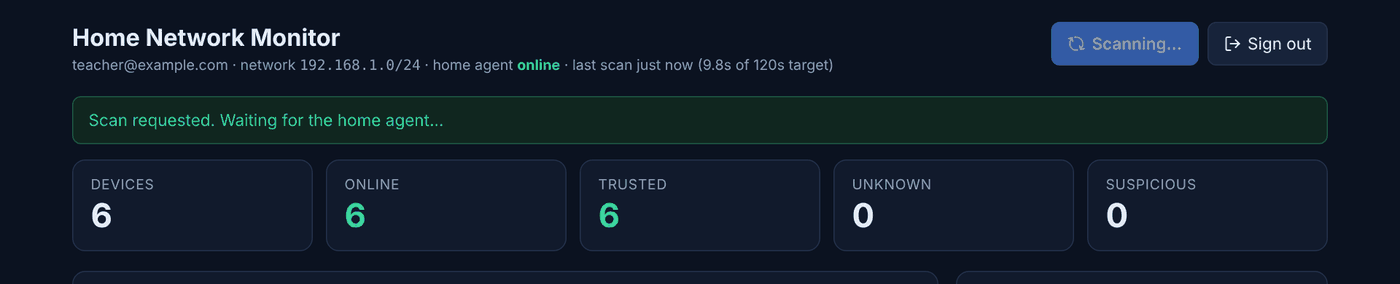 Home Network Monitor
Scanning...
Sign out
teacher@example.com · network 192.168.1.0/24 · home agent online · last scan just now (9.8s of 120s target)
Scan requested. Waiting for the home agent...
DEVICES
6
ONLINE
6
TRUSTED
6
UNKNOWN
0
SUSPICIOUS
0